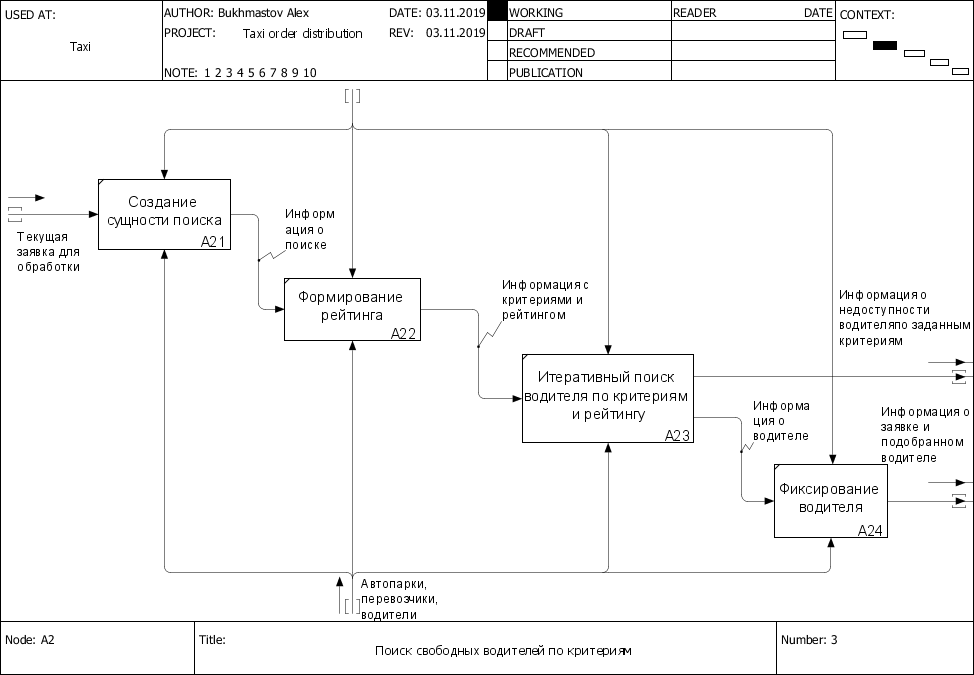 USED AT:
Taxi
AUTHOR: Bukhmastov Alex
DATE: 03.11.2019
PROJECT: Taxi order distribution
REV: 03.11.2019
NOTE: 1 2 3 4 5 6 7 8 9 10
WORKING
DRAFT
RECOMMENDED
PUBLICATION
READER
DATE
CONTEXT:
Текущая
заявка для
обработки
Создание
сущности поиска
A21
Информ
ация о
поиске
Формирование
рейтинга
A22
Информация с
критериями и
рейтингом
Итеративный поиск
водителя по критериям
и рейтингу
A23
Информация о
недоступности
водителяпо заданным
критериям
Информа
ция о
водителе
Информация о
заявке и
подобранном
водителе
Фиксирование
водителя
A24
Автопарки,
перевозчики,
водители
Node: A2
Title:
Поиск свободных водителей по критериям
Number: 3